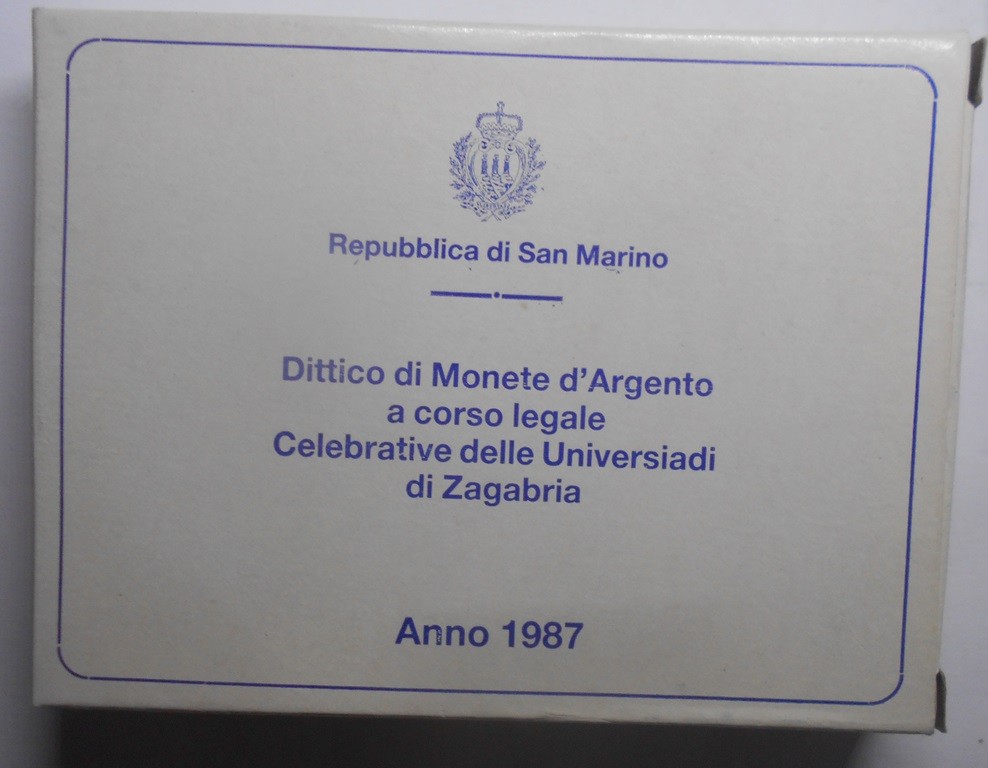 Repubblica di San Marino
Dittico di Monete d'Argento
a corso legale
Celebrative delle Universiadi
di Zagabria
Anno 1987